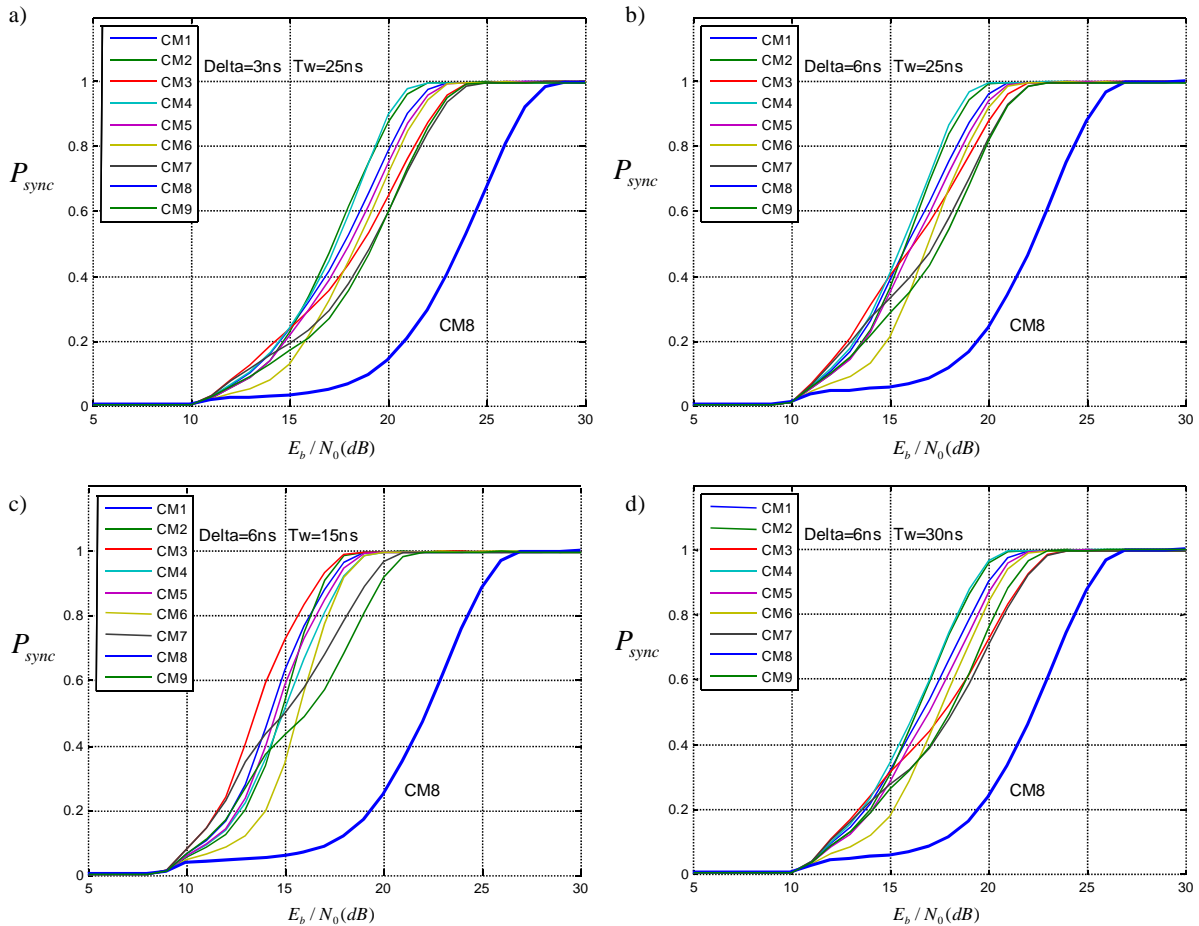 a)
CM1
CM2
CM3
CM4
CM5
CM6
CM7
CM8
CM9
Delta=3ns Tw=25ns
1
0.8
0.6
0.4
0.2
0
P_sync
CM8
5 10 15 20 25 30
E_b / N_0 (dB)
b)
CM1
CM2
CM3
CM4
CM5
CM6
CM7
CM8
CM9
Delta=6ns Tw=25ns
1
0.8
0.6
0.4
0.2
0
P_sync
CM8
5 10 15 20 25 30
E_b / N_0 (dB)
c)
CM1
CM2
CM3
CM4
CM5
CM6
CM7
CM8
CM9
Delta=6ns Tw=15ns
1
0.8
0.6
0.4
0.2
0
P_sync
CM8
5 10 15 20 25 30
E_b / N_0 (dB)
d)
CM1
CM2
CM3
CM4
CM5
CM6
CM7
CM8
CM9
Delta=6ns Tw=30ns
1
0.8
0.6
0.4
0.2
0
P_sync
CM8
5 10 15 20 25 30
E_b / N_0 (dB)